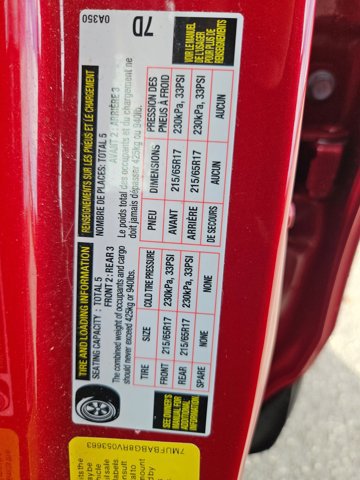 TIRE AND LOADING INFORMATION
SEATING CAPACITY : TOTAL 5
FRONT 2 : REAR 3
The combined weight of occupants and cargo
should never exceed 425kg or 940lbs.
TIRE SIZE COLD TIRE PRESSURE
FRONT 215/65R17 230kPa, 33PSI
REAR 215/65R17 230kPa, 33PSI
SPARE NONE NONE
SEE OWNER'S
MANUAL FOR
ADDITIONAL
INFORMATION
RENSEIGNEMENTS SUR LES PNEUS ET LE CHARGEMENT
NOMBRE DE PLACES: TOTAL 5
AVANT 2 : ARRIÈRE 3
Le poids total des occupants et du chargement ne
doit jamais dépasser 425kg ou 940lb.
PNEU DIMENSIONS PRESSION DES
PNEUS À FROID
AVANT 215/65R17 230kPa, 33PSI
ARRIÈRE 215/65R17 230kPa, 33PSI
DE SECOURS AUCUN AUCUN
VOIR LE MANUEL
DE L'USAGER
POUR PLUS DE
RENSEIGNEMENTS
7D
0A350
7MUFBABG8RV053663